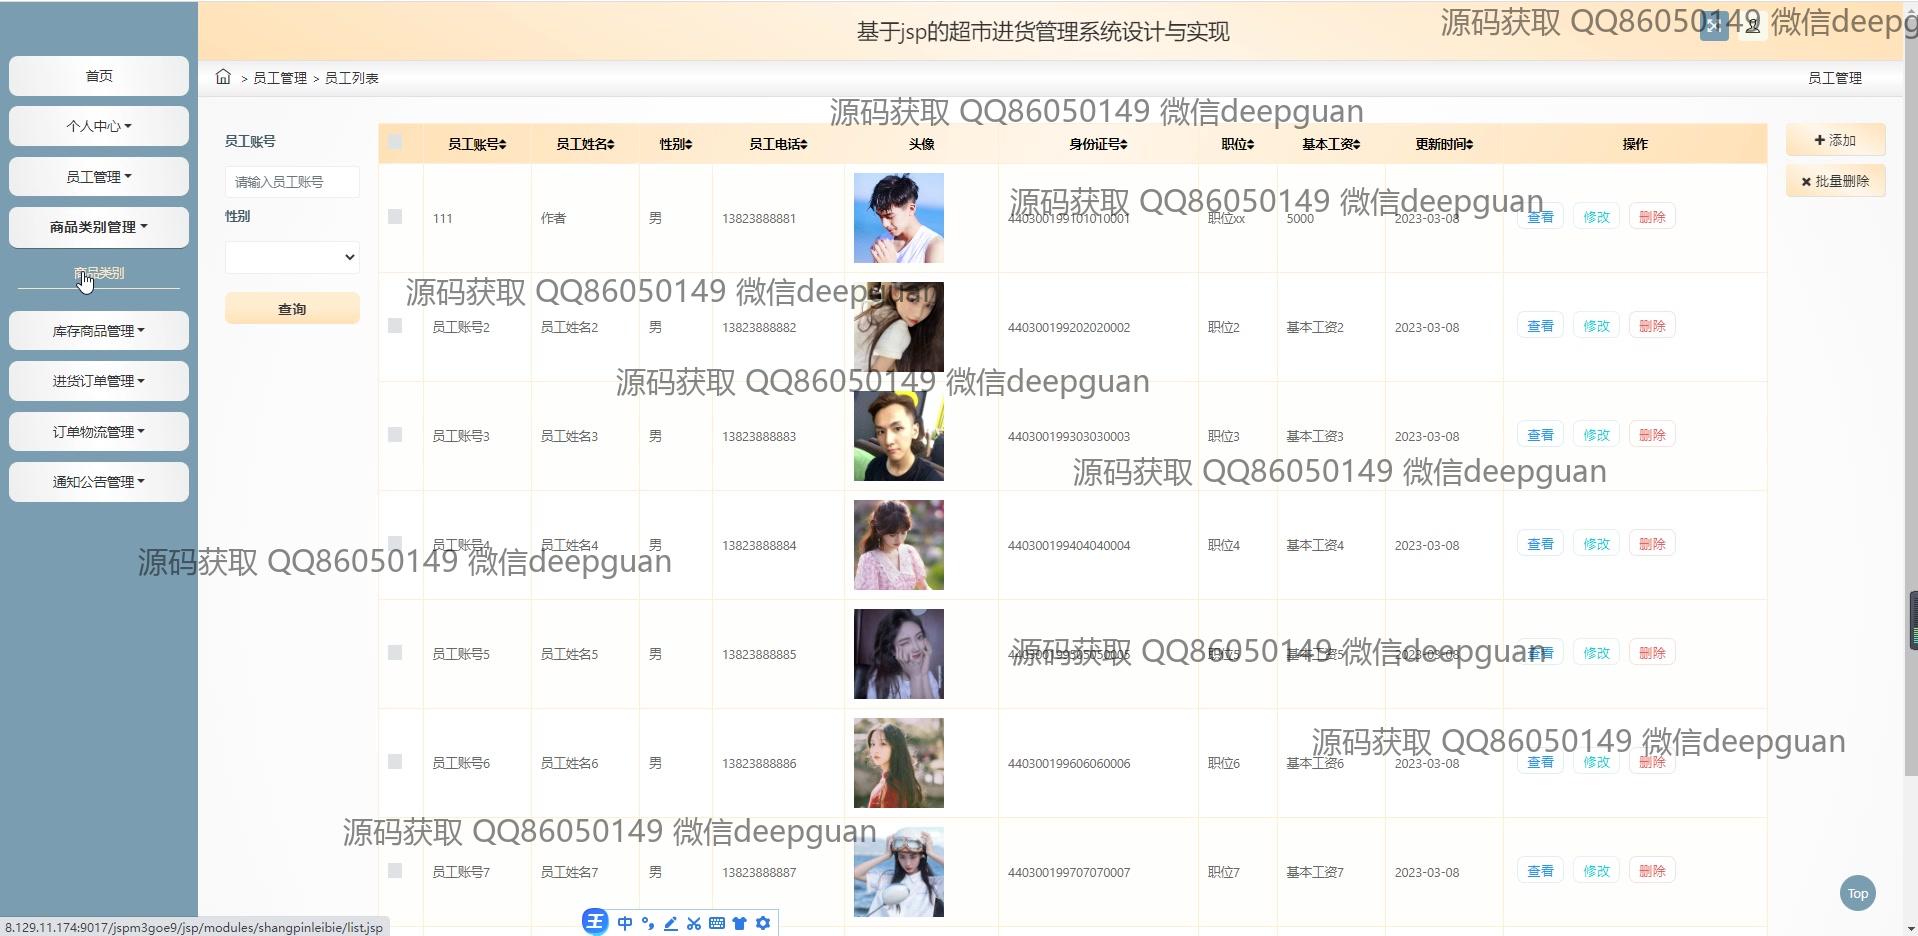 基于jsp的超市进货管理系统设计与实现
源码获取 QQ86050149 微信deepg
首页
个人中心
员工管理
商品类别管理
商品类别
库存商品管理
进货订单管理
订单物流管理
通知公告管理
> 员工管理 > 员工列表
员工管理
源码获取 QQ86050149 微信deepguan
员工账号
请输入员工账号
性别
查询
添加
批量删除
员工账号 员工姓名 性别 员工电话 头像 身份证号 职位 基本工资 更新时间 操作
源码获取 QQ86050149 微信deepguan
111 作者 男 13823888881 440300199101010001 职位xx 5000 2023-03-08 查看 修改 删除
源码获取 QQ86050149 微信deepguan
员工账号2 员工姓名2 男 13823888882 440300199202020002 职位2 基本工资2 2023-03-08 查看 修改 删除
源码获取 QQ86050149 微信deepguan
员工账号3 员工姓名3 男 13823888883 440300199303030003 职位3 基本工资3 2023-03-08 查看 修改 删除
源码获取 QQ86050149 微信deepguan
员工账号4 员工姓名4 男 13823888884 440300199404040004 职位4 基本工资4 2023-03-08 查看 修改 删除
源码获取 QQ86050149 微信deepguan
员工账号5 员工姓名5 男 13823888885 440300199505050005 职位5 基本工资5 2023-03-08 查看 修改 删除
源码获取 QQ86050149 微信deepguan
源码获取 QQ86050149 微信deepguan
员工账号6 员工姓名6 男 13823888886 440300199606060006 职位6 基本工资6 2023-03-08 查看 修改 删除
源码获取 QQ86050149 微信deepguan
员工账号7 员工姓名7 男 13823888887 440300199707070007 职位7 基本工资7 2023-03-08 查看 修改 删除
Top
8.129.11.174:9017/jspm3goe9/jsp/modules/shangpinleibie/list.jsp
王 中